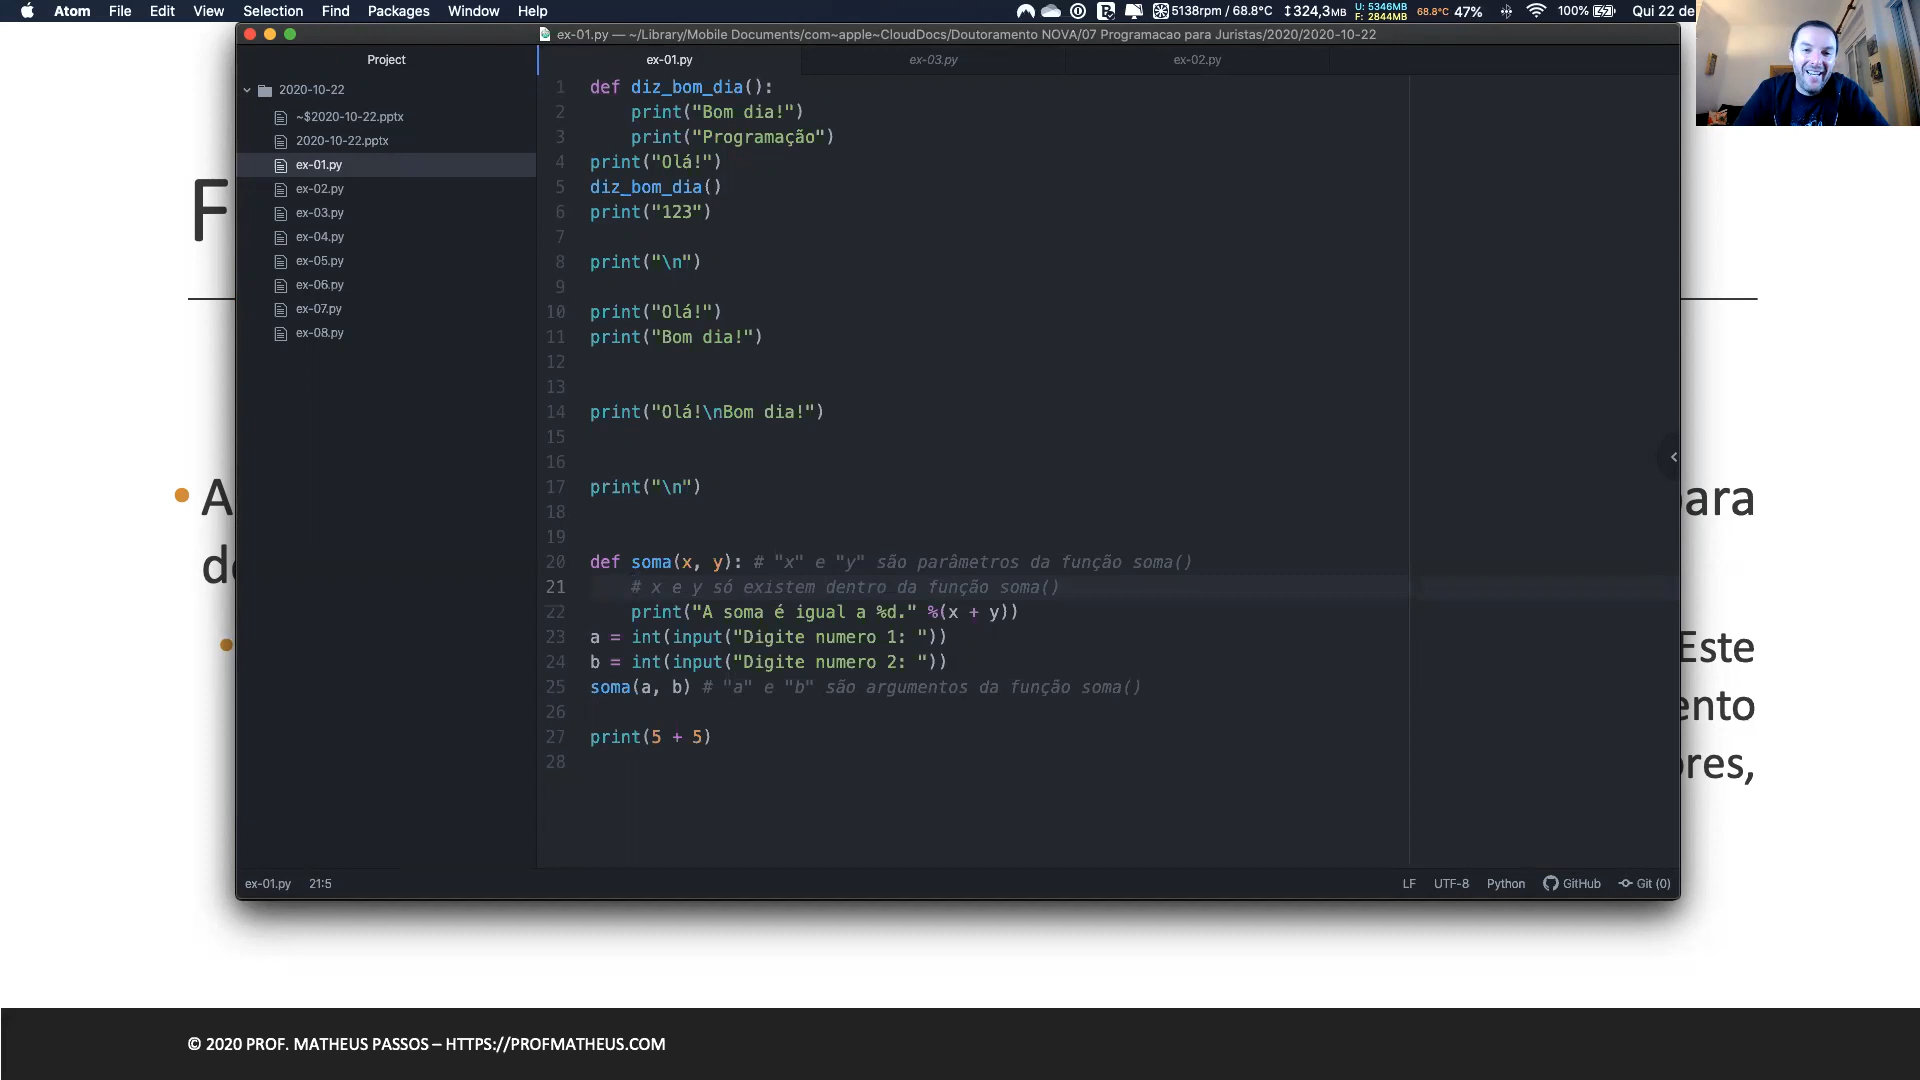 Atom File Edit View Selection Find Packages Window Help 5138rpm / 68.8°C 324,3MB U: 5346MB F: 2844MB 68.8°C 47% 100% Qui 22 de
ex-01.py — ~/Library/Mobile Documents/com~apple~CloudDocs/Doutoramento NOVA/07 Programacao para Juristas/2020/2020-10-22
Project
ex-01.py ex-03.py ex-02.py
2020-10-22
~$2020-10-22.pptx
2020-10-22.pptx
ex-01.py
ex-02.py
ex-03.py
ex-04.py
ex-05.py
ex-06.py
ex-07.py
ex-08.py
1 def diz_bom_dia():
2 print("Bom dia!")
3 print("Programação")
4 print("Olá!")
5 diz_bom_dia()
6 print("123")
7
8 print("\n")
9
10 print("Olá!")
11 print("Bom dia!")
12
13
14 print("Olá!\nBom dia!")
15
16
17 print("\n")
18
19
20 def soma(x, y): # "x" e "y" são parâmetros da função soma()
21 # x e y só existem dentro da função soma()
22 print("A soma é igual a %d." %(x + y))
23 a = int(input("Digite numero 1: "))
24 b = int(input("Digite numero 2: "))
25 soma(a, b) # "a" e "b" são argumentos da função soma()
26
27 print(5 + 5)
28
ex-01.py 21:5 LF UTF-8 Python GitHub Git (0)
F
A para
de
Este
ento
ores,
© 2020 PROF. MATHEUS PASSOS – HTTPS://PROFMATHEUS.COM